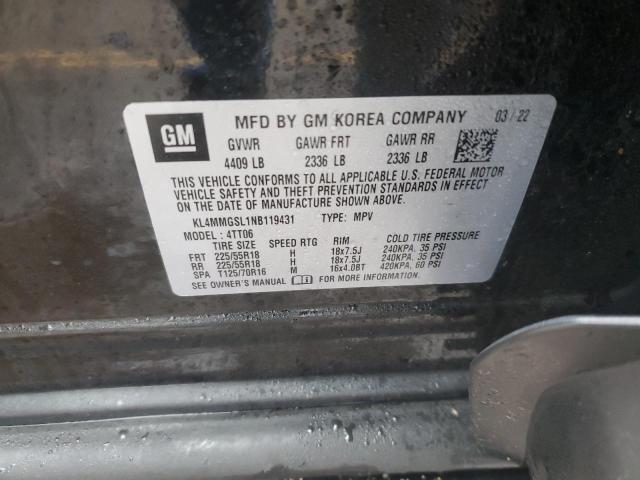 GM
MFD BY GM KOREA COMPANY 03/22
GVWR GAWR FRT GAWR RR
4409 LB 2336 LB 2336 LB
THIS VEHICLE CONFORMS TO ALL APPLICABLE U.S. FEDERAL MOTOR
VEHICLE SAFETY AND THEFT PREVENTION STANDARDS IN EFFECT ON
THE DATE OF MANUFACTURE SHOWN ABOVE.
KL4MMGSL1NB119431 TYPE: MPV
MODEL : 4TT06
TIRE SIZE SPEED RTG RIM COLD TIRE PRESSURE
FRT 225/55R18 H 18x7.5J 240KPA, 35 PSI
RR 225/55R18 H 18x7.5J 240KPA, 35 PSI
SPA T125/70R16 M 16x4.0BT 420KPA, 60 PSI
SEE OWNER'S MANUAL FOR MORE INFORMATION